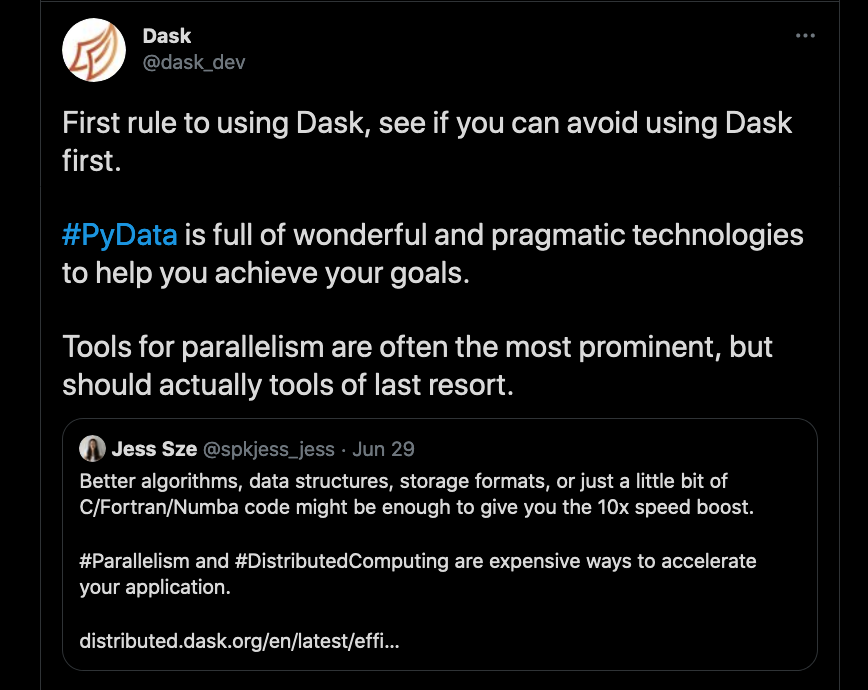 Dask
@dask_dev
First rule to using Dask, see if you can avoid using Dask
first.
#PyData is full of wonderful and pragmatic technologies
to help you achieve your goals.
Tools for parallelism are often the most prominent, but
should actually tools of last resort.
Jess Sze @spkjess_jess · Jun 29
Better algorithms, data structures, storage formats, or just a little bit of
C/Fortran/Numba code might be enough to give you the 10x speed boost.
#Parallelism and #DistributedComputing are expensive ways to accelerate
your application.
distributed.dask.org/en/latest/effi...